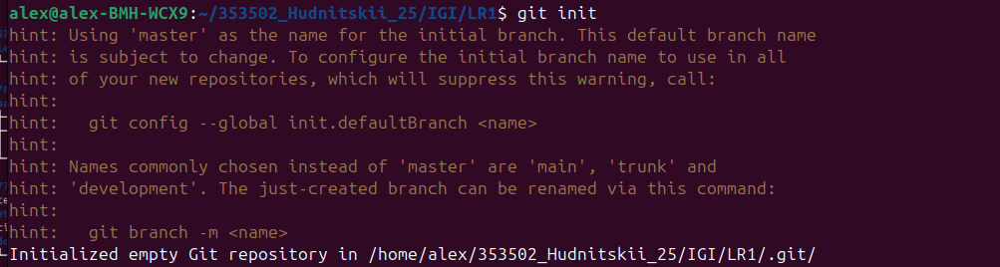 alex@alex-BMH-WCX9:~/353502_Hudnitskii_25/IGI/LR1$ git init
hint: Using 'master' as the name for the initial branch. This default branch name
hint: is subject to change. To configure the initial branch name to use in all
hint: of your new repositories, which will suppress this warning, call:
hint:
hint:   git config --global init.defaultBranch <name>
hint:
hint: Names commonly chosen instead of 'master' are 'main', 'trunk' and
hint: 'development'. The just-created branch can be renamed via this command:
hint:
hint:   git branch -m <name>
Initialized empty Git repository in /home/alex/353502_Hudnitskii_25/IGI/LR1/.git/